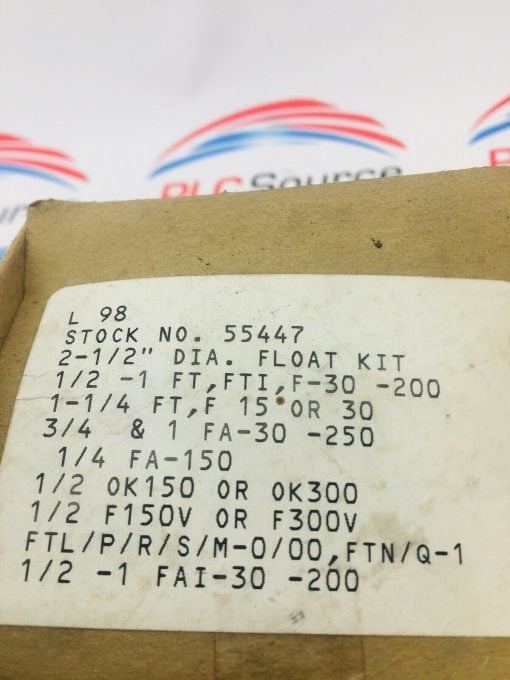 PLC Source
L 98
STOCK NO. 55447
2-1/2" DIA. FLOAT KIT
1/2 -1 FT,FTI,F-30 -200
1-1/4 FT,F 15 OR 30
3/4 & 1 FA-30 -250
1/4 FA-150
1/2 OK150 OR OK300
1/2 F150V OR F300V
FTL/P/R/S/M-0/00,FTN/Q-1
1/2 -1 FAI-30 -200